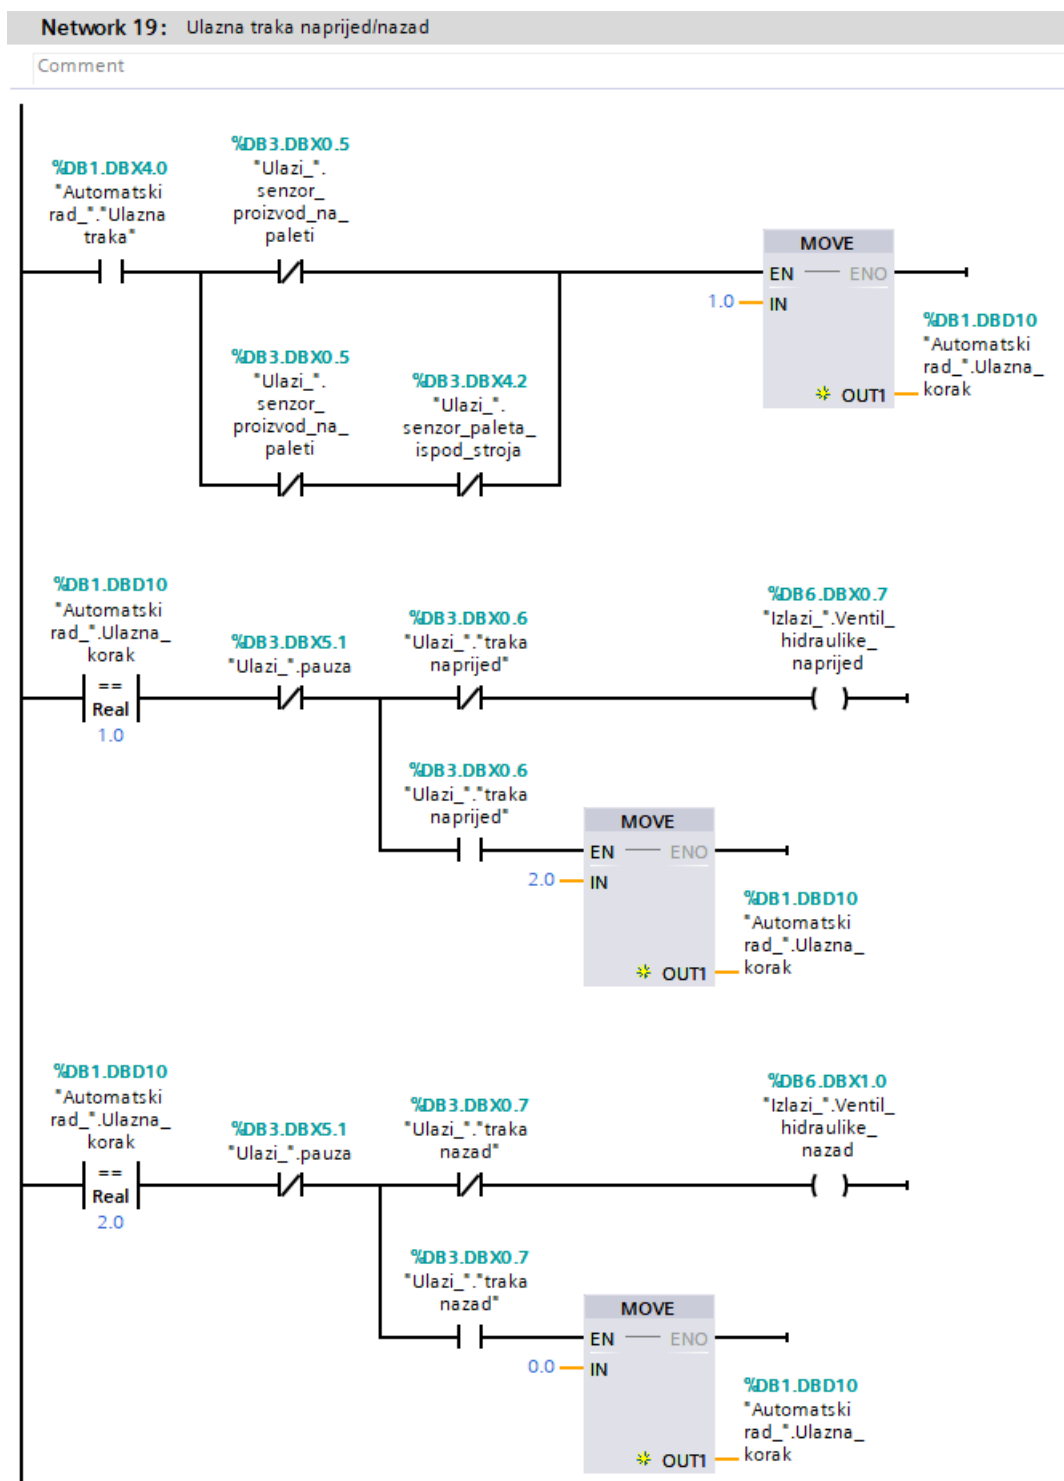 Network 19: Ulazna traka naprijed/nazad
Comment
%DB3.DBX0.5
"Ulazi_".
senzor_
proizvod_na_
paleti
%DB1.DBX4.0
"Automatski
rad_"."Ulazna
traka"
MOVE
EN ENO
1.0 IN
%DB1.DBD10
"Automatski
rad_".Ulazna_
korak
OUT1
%DB3.DBX0.5
"Ulazi_".
senzor_
proizvod_na_
paleti
%DB3.DBX4.2
"Ulazi_".
senzor_paleta_
ispod_stroja
%DB1.DBD10
"Automatski
rad_".Ulazna_
korak
==
Real
1.0
%DB3.DBX5.1
"Ulazi_".pauza
%DB3.DBX0.6
"Ulazi_"."traka
naprijed"
%DB6.DBX0.7
"Izlazi_".Ventil_
hidraulike_
naprijed
%DB3.DBX0.6
"Ulazi_"."traka
naprijed"
MOVE
EN ENO
2.0 IN
%DB1.DBD10
"Automatski
rad_".Ulazna_
korak
OUT1
%DB1.DBD10
"Automatski
rad_".Ulazna_
korak
==
Real
2.0
%DB3.DBX5.1
"Ulazi_".pauza
%DB3.DBX0.7
"Ulazi_"."traka
nazad"
%DB6.DBX1.0
"Izlazi_".Ventil_
hidraulike_
nazad
%DB3.DBX0.7
"Ulazi_"."traka
nazad"
MOVE
EN ENO
0.0 IN
%DB1.DBD10
"Automatski
rad_".Ulazna_
korak
OUT1